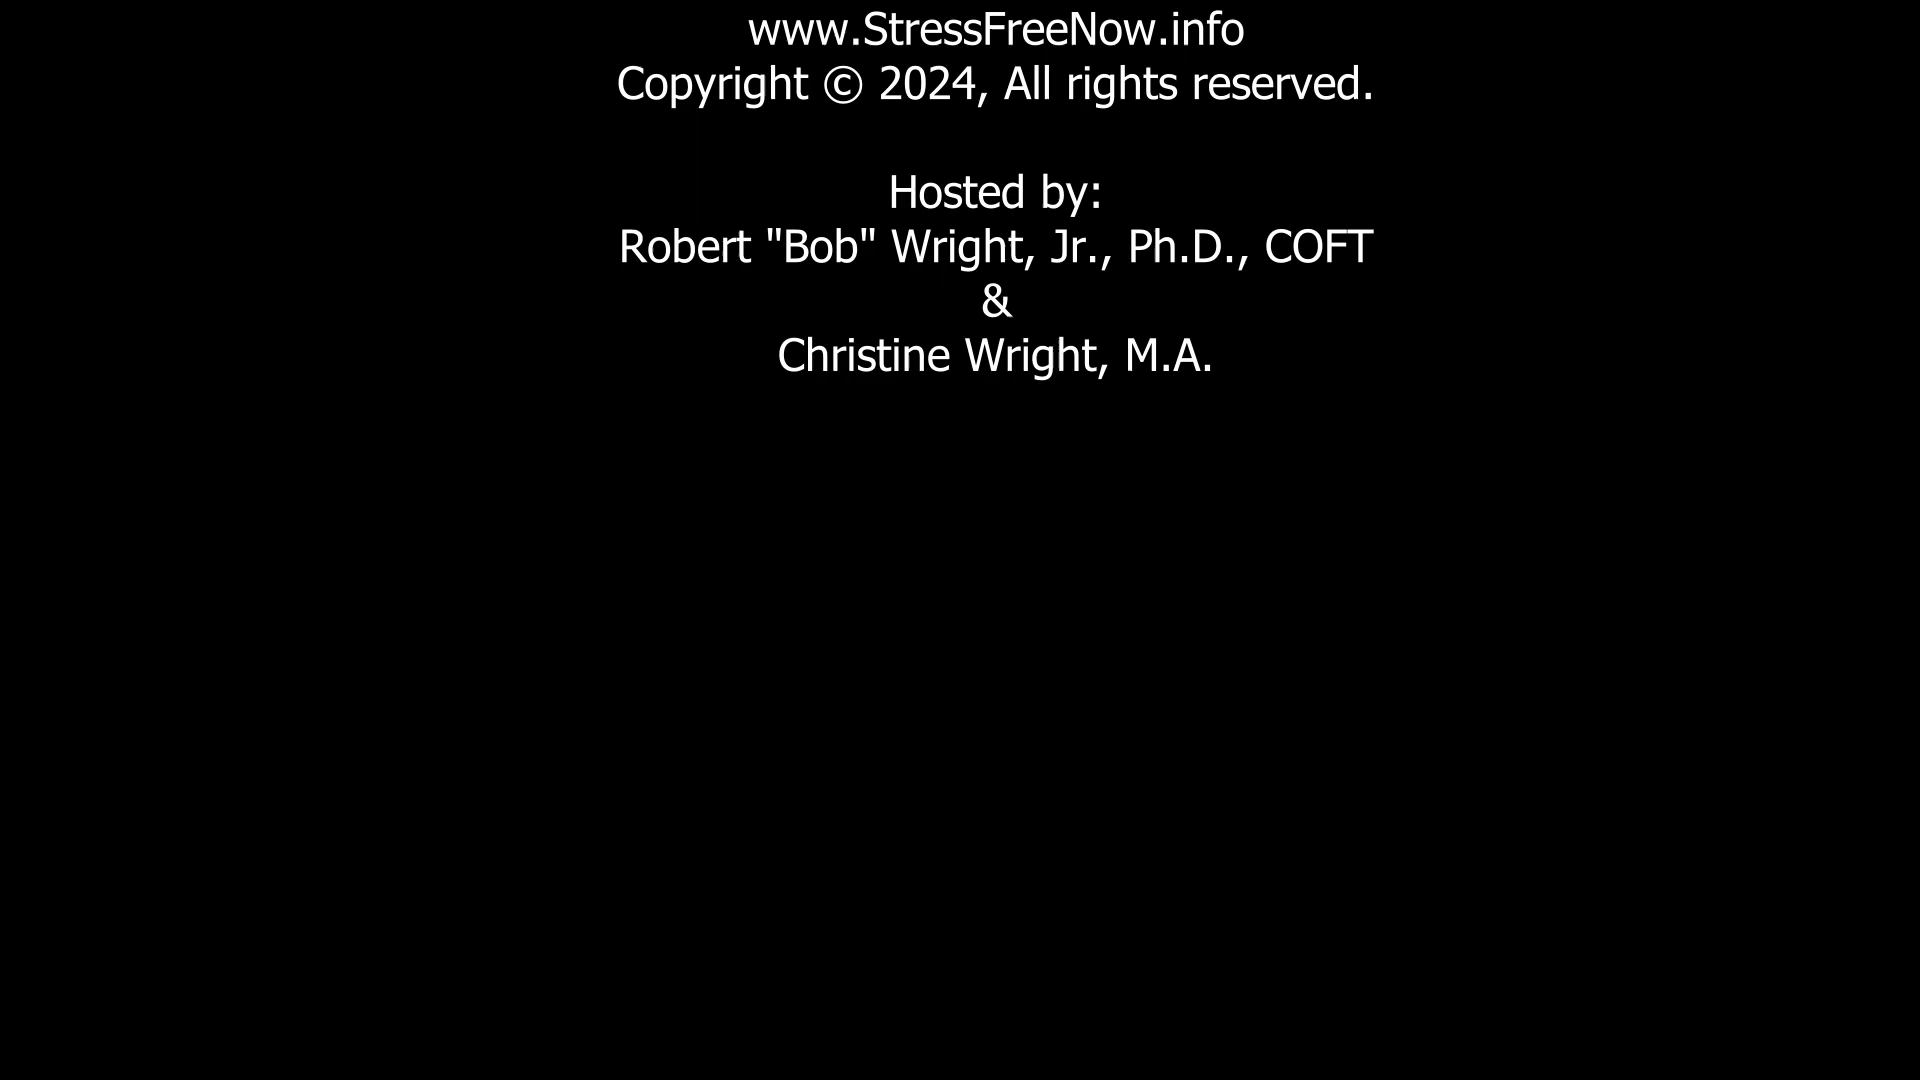 www.StressFreeNow.info
Copyright © 2024, All rights reserved.
Hosted by:
Robert "Bob" Wright, Jr., Ph.D., COFT
&
Christine Wright, M.A.